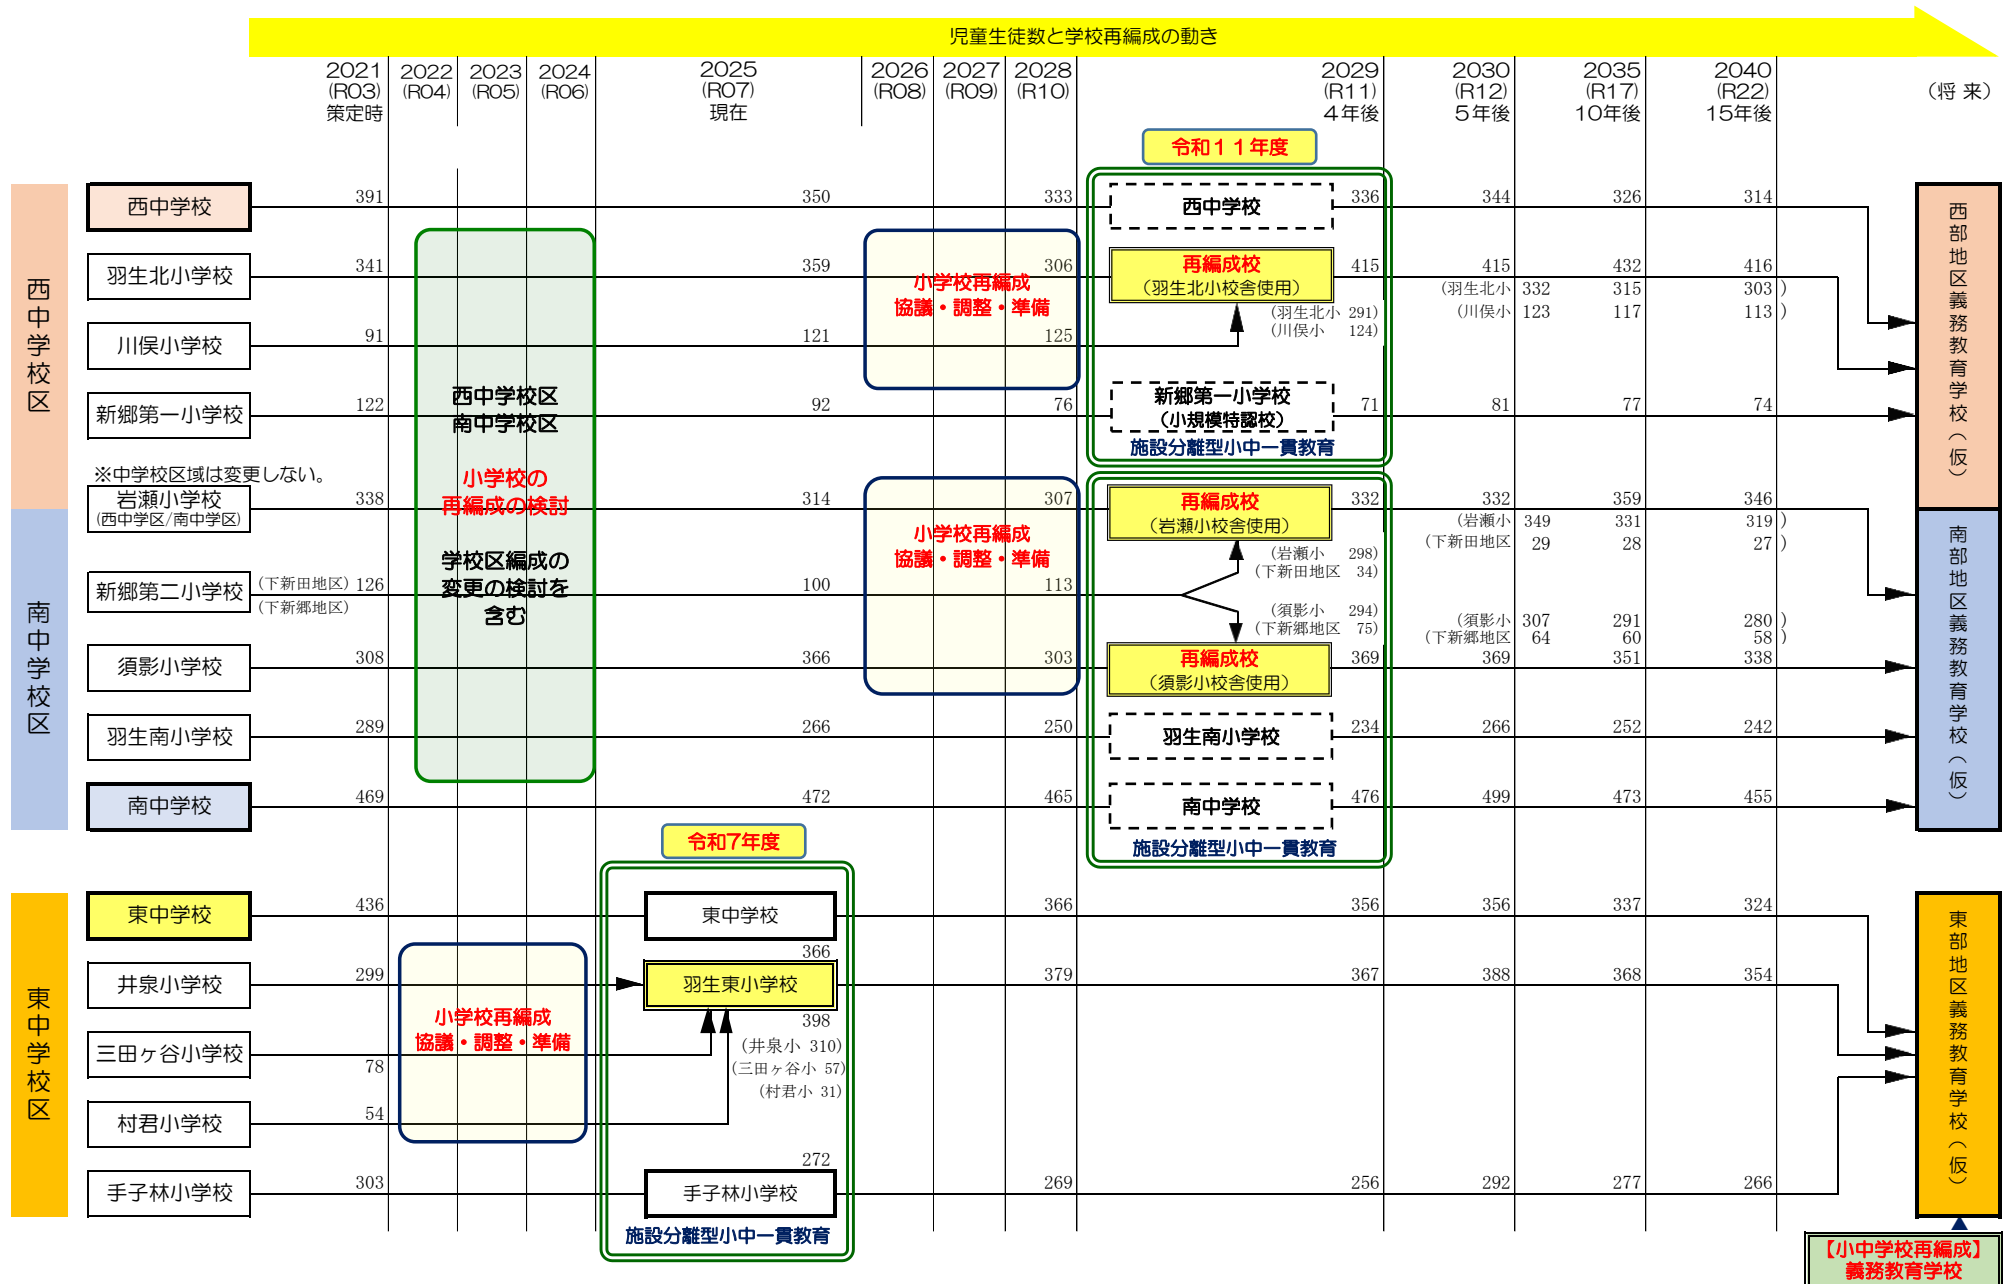 児童生徒数と学校再編成の動き
2021 2022 2023 2024 2025 2026 2027 2028 2029 2030 2035 2040
(R03) (R04) (R05) (R06) (R07) (R08) (R09) (R10) (R11) (R12) (R17) (R22) （将 来）
策定時 現在 4年後 5年後 10年後 15年後
令和１１年度
西中学校区
西中学校 391 350 333 西中学校 336 344 326 314
羽生北小学校 341 359 306 再編成校 415 415 432 416
（羽生北小校舎使用） （羽生北小 332 315 303 ）
（羽生北小 291） （川俣小 123 117 113 ）
（川俣小 124）
小学校再編成
協議・調整・準備
川俣小学校 91 121 125
新郷第一小学校 122 92 76 新郷第一小学校 71 81 77 74
（小規模特認校）
施設分離型小中一貫教育
西中学校区
南中学校区
小学校の
再編成の検討
学校区編成の
変更の検討を
含む
※中学校区域は変更しない。
南中学校区
岩瀬小学校 338 314 307 再編成校 332 332 359 346
(西中学区/南中学区) （岩瀬小校舎使用） （岩瀬小 349 331 319 ）
（下新田地区 29 28 27 ）
小学校再編成
協議・調整・準備
（岩瀬小 298）
（下新田地区 34）
新郷第二小学校 （下新田地区） 126 100 113
（下新郷地区）
（須影小 294） （須影小 307 291 280 ）
（下新郷地区 75） （下新郷地区 64 60 58 ）
須影小学校 308 366 303 再編成校 369 369 351 338
（須影小校舎使用）
羽生南小学校 289 266 250 羽生南小学校 234 266 252 242
南中学校 469 472 465 南中学校 476 499 473 455
施設分離型小中一貫教育
令和7年度
東中学校区
東中学校 436 東中学校 366 356 356 337 324
366
井泉小学校 299 羽生東小学校 379 367 388 368 354
398
（井泉小 310）
（三田ヶ谷小 57）
（村君小 31）
小学校再編成
協議・調整・準備
三田ヶ谷小学校 78
村君小学校 54
272
手子林小学校 303 手子林小学校 269 256 292 277 266
施設分離型小中一貫教育
西部地区義務教育学校（仮）
南部地区義務教育学校（仮）
東部地区義務教育学校（仮）
【小中学校再編成】
義務教育学校